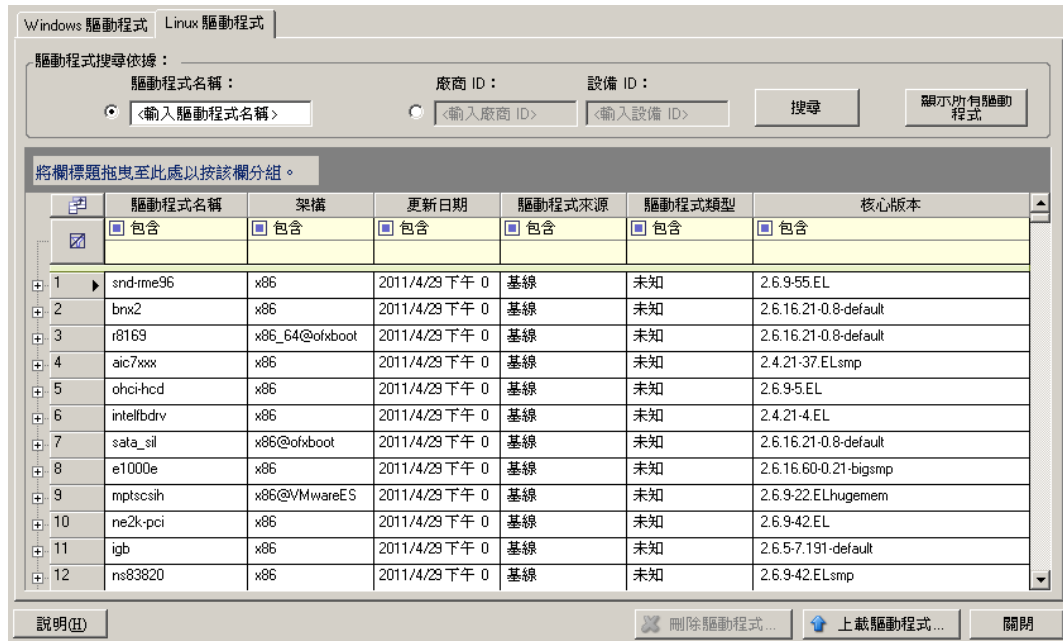 Windows 驅動程式 Linux 驅動程式
驅動程式搜尋依據：
驅動程式名稱： 廠商 ID： 設備 ID：
<輸入驅動程式名稱> <輸入廠商 ID> <輸入設備 ID> 搜尋 顯示所有驅動
程式
將欄標題拖曳至此處以按該欄分組。
驅動程式名稱 架構 更新日期 驅動程式來源 驅動程式類型 核心版本
包含 包含 包含 包含 包含 包含
1 snd-rme96 x86 2011/4/29 下午 0 基線 未知 2.6.9-55.EL
2 bnx2 x86 2011/4/29 下午 0 基線 未知 2.6.16.21-0.8-default
3 r8169 x86_64@ofxboot 2011/4/29 下午 0 基線 未知 2.6.16.21-0.8-default
4 aic7xxx x86 2011/4/29 下午 0 基線 未知 2.4.21-37.ELsmp
5 ohci-hcd x86 2011/4/29 下午 0 基線 未知 2.6.9-5.EL
6 intelfbdrv x86 2011/4/29 下午 0 基線 未知 2.4.21-4.EL
7 sata_sil x86@ofxboot 2011/4/29 下午 0 基線 未知 2.6.16.21-0.8-default
8 e1000e x86 2011/4/29 下午 0 基線 未知 2.6.16.60-0.21-bigsmp
9 mptscsih x86@VMwareES 2011/4/29 下午 0 基線 未知 2.6.9-22.ELhugemem
10 ne2k-pci x86 2011/4/29 下午 0 基線 未知 2.6.9-42.EL
11 igb x86 2011/4/29 下午 0 基線 未知 2.6.5-7.191-default
12 ns83820 x86 2011/4/29 下午 0 基線 未知 2.6.9-42.ELsmp
說明(H) 刪除驅動程式... 上載驅動程式... 關閉